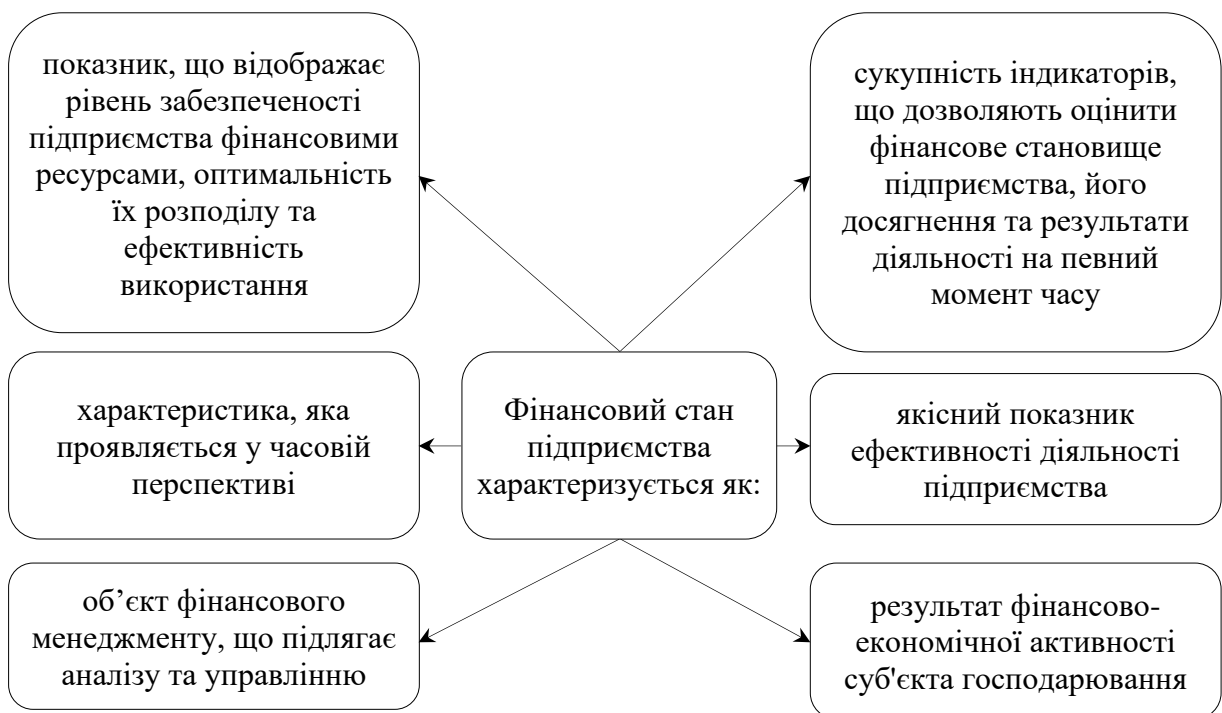 показник, що відображає
рівень забезпеченості
підприємства фінансовими
ресурсами, оптимальність
їх розподілу та
ефективність
використання
сукупність індикаторів,
що дозволяють оцінити
фінансове становище
підприємства, його
досягнення та результати
діяльності на певний
момент часу
характеристика, яка
проявляється у часовій
перспективі
Фінансовий стан
підприємства
характеризується як:
якісний показник
ефективності діяльності
підприємства
об’єкт фінансового
менеджменту, що підлягає
аналізу та управлінню
результат фінансово-
економічної активності
суб'єкта господарювання